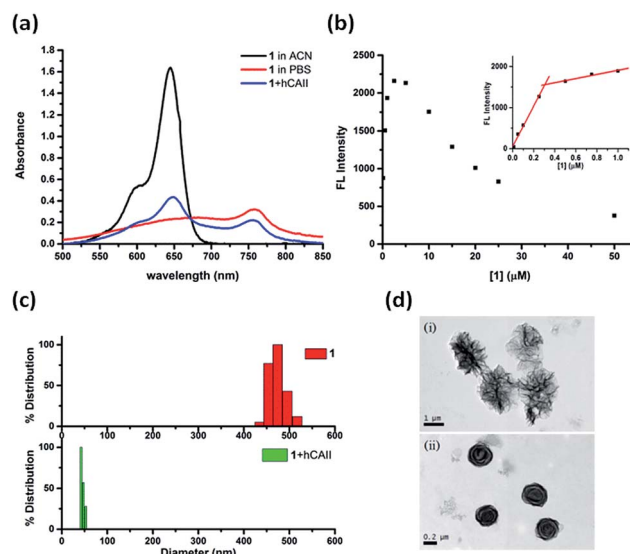 (a)
1 in ACN
1 in PBS
1+hCAII
1.8
1.6
1.4
1.2
1.0
0.8
0.6
0.4
0.2
0.0
Absorbance
500 550 600 650 700 750 800 850
wavelength (nm)
(b)
2500
2250
2000
1750
1500
1250
1000
750
500
250
0
FL Intensity
0 10 20 30 40 50
[1] (μM)
2000
1000
0
FL Intensity
0.0 0.2 0.4 0.6 0.8 1.0
[1] (μM)
(c)
100
50
0
% Distribution
1
0 100 200 300 400 500 600
100
50
0
% Distribution
1+hCAII
0 100 200 300 400 500 600
Diameter (nm)
(d)
(i)
1 μm
(ii)
0.2 μm